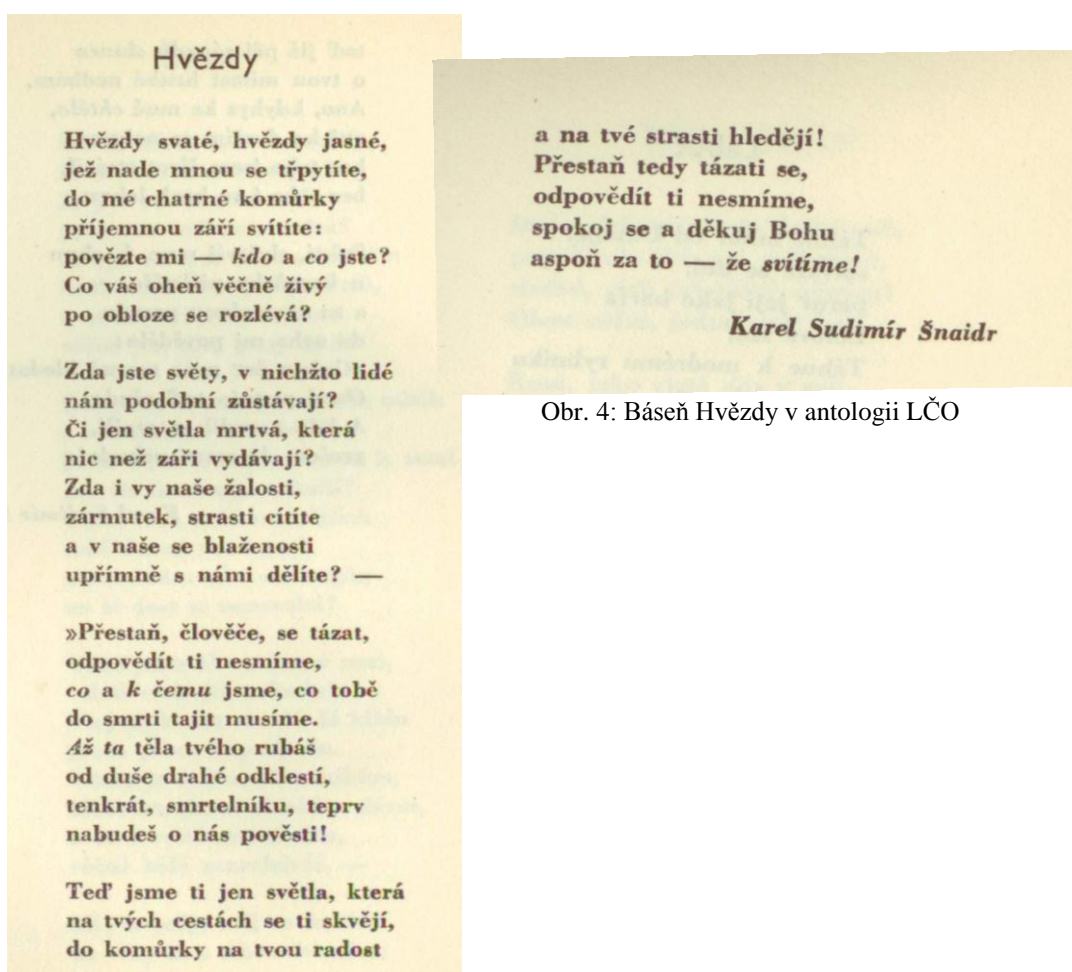 Hvězdy
Hvězdy svaté, hvězdy jasné,
jež nade mnou se třpytíte,
do mé chatrné komůrky
příjemnou září svítíte:
povězte mi — kdo a co jste?
Co váš oheň věčně živý
po obloze se rozlévá?
Zda jste světy, v nichžto lidé
nám podobní zůstávají?
Či jen světla mrtvá, která
nic než záři vydávají?
Zda i vy naše žalosti,
zármutek, strasti cítíte
a v naše se blaženosti
upřímně s námi dělíte? —
»Přestaň, člověče, se tázat,
odpovědít ti nesmíme,
co a k čemu jsme, co tobě
do smrti tajit musíme.
Až ta těla tvého rubáš
od duše drahé odklestí,
tenkrát, smrtelníku, teprv
nabudeš o nás pověsti!
Teď jsme ti jen světla, která
na tvých cestách se ti skvějí,
do komůrky na tvou radost
a na tvé strasti hledějí!
Přestaň tedy tázati se,
odpovědít ti nesmíme,
spokoj se a děkuj Bohu
aspoň za to — že svítíme!
Karel Sudimír Šnaidr
Obr. 4: Báseň Hvězdy v antologii LČO